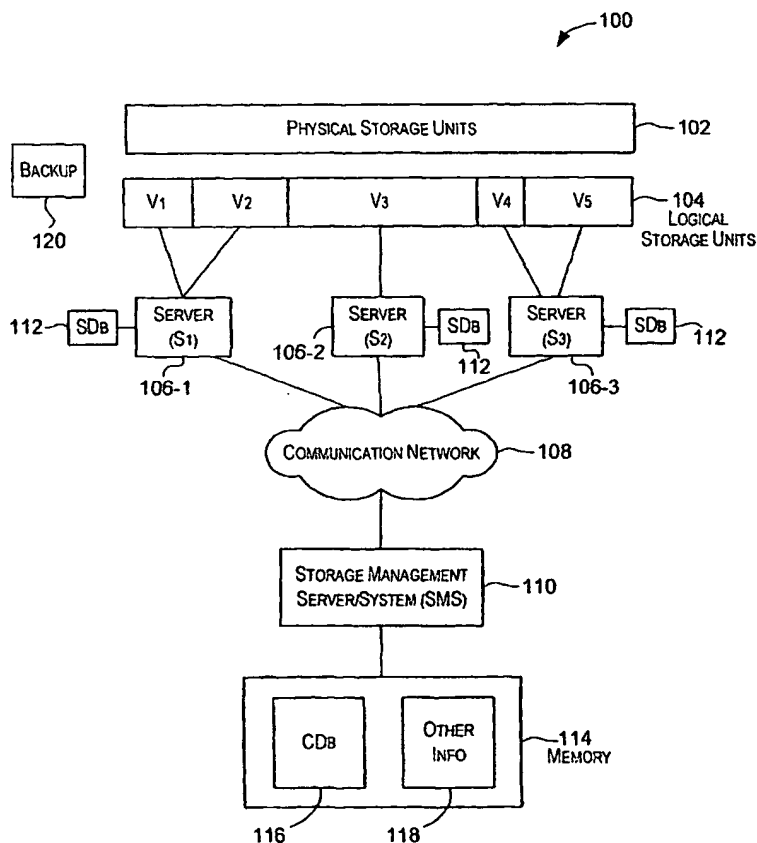 100
PHYSICAL STORAGE UNITS
102
BACKUP
120
V1 V2 V3 V4 V5
104
LOGICAL
STORAGE UNITS
112
SDB
SERVER
(S1)
106-1
106-2
SERVER
(S2)
SDB
112
SERVER
(S3)
106-3
SDB
112
COMMUNICATION NETWORK
108
STORAGE MANAGEMENT
SERVER/SYSTEM (SMS)
110
CDB
OTHER
INFO
114
MEMORY
116
118